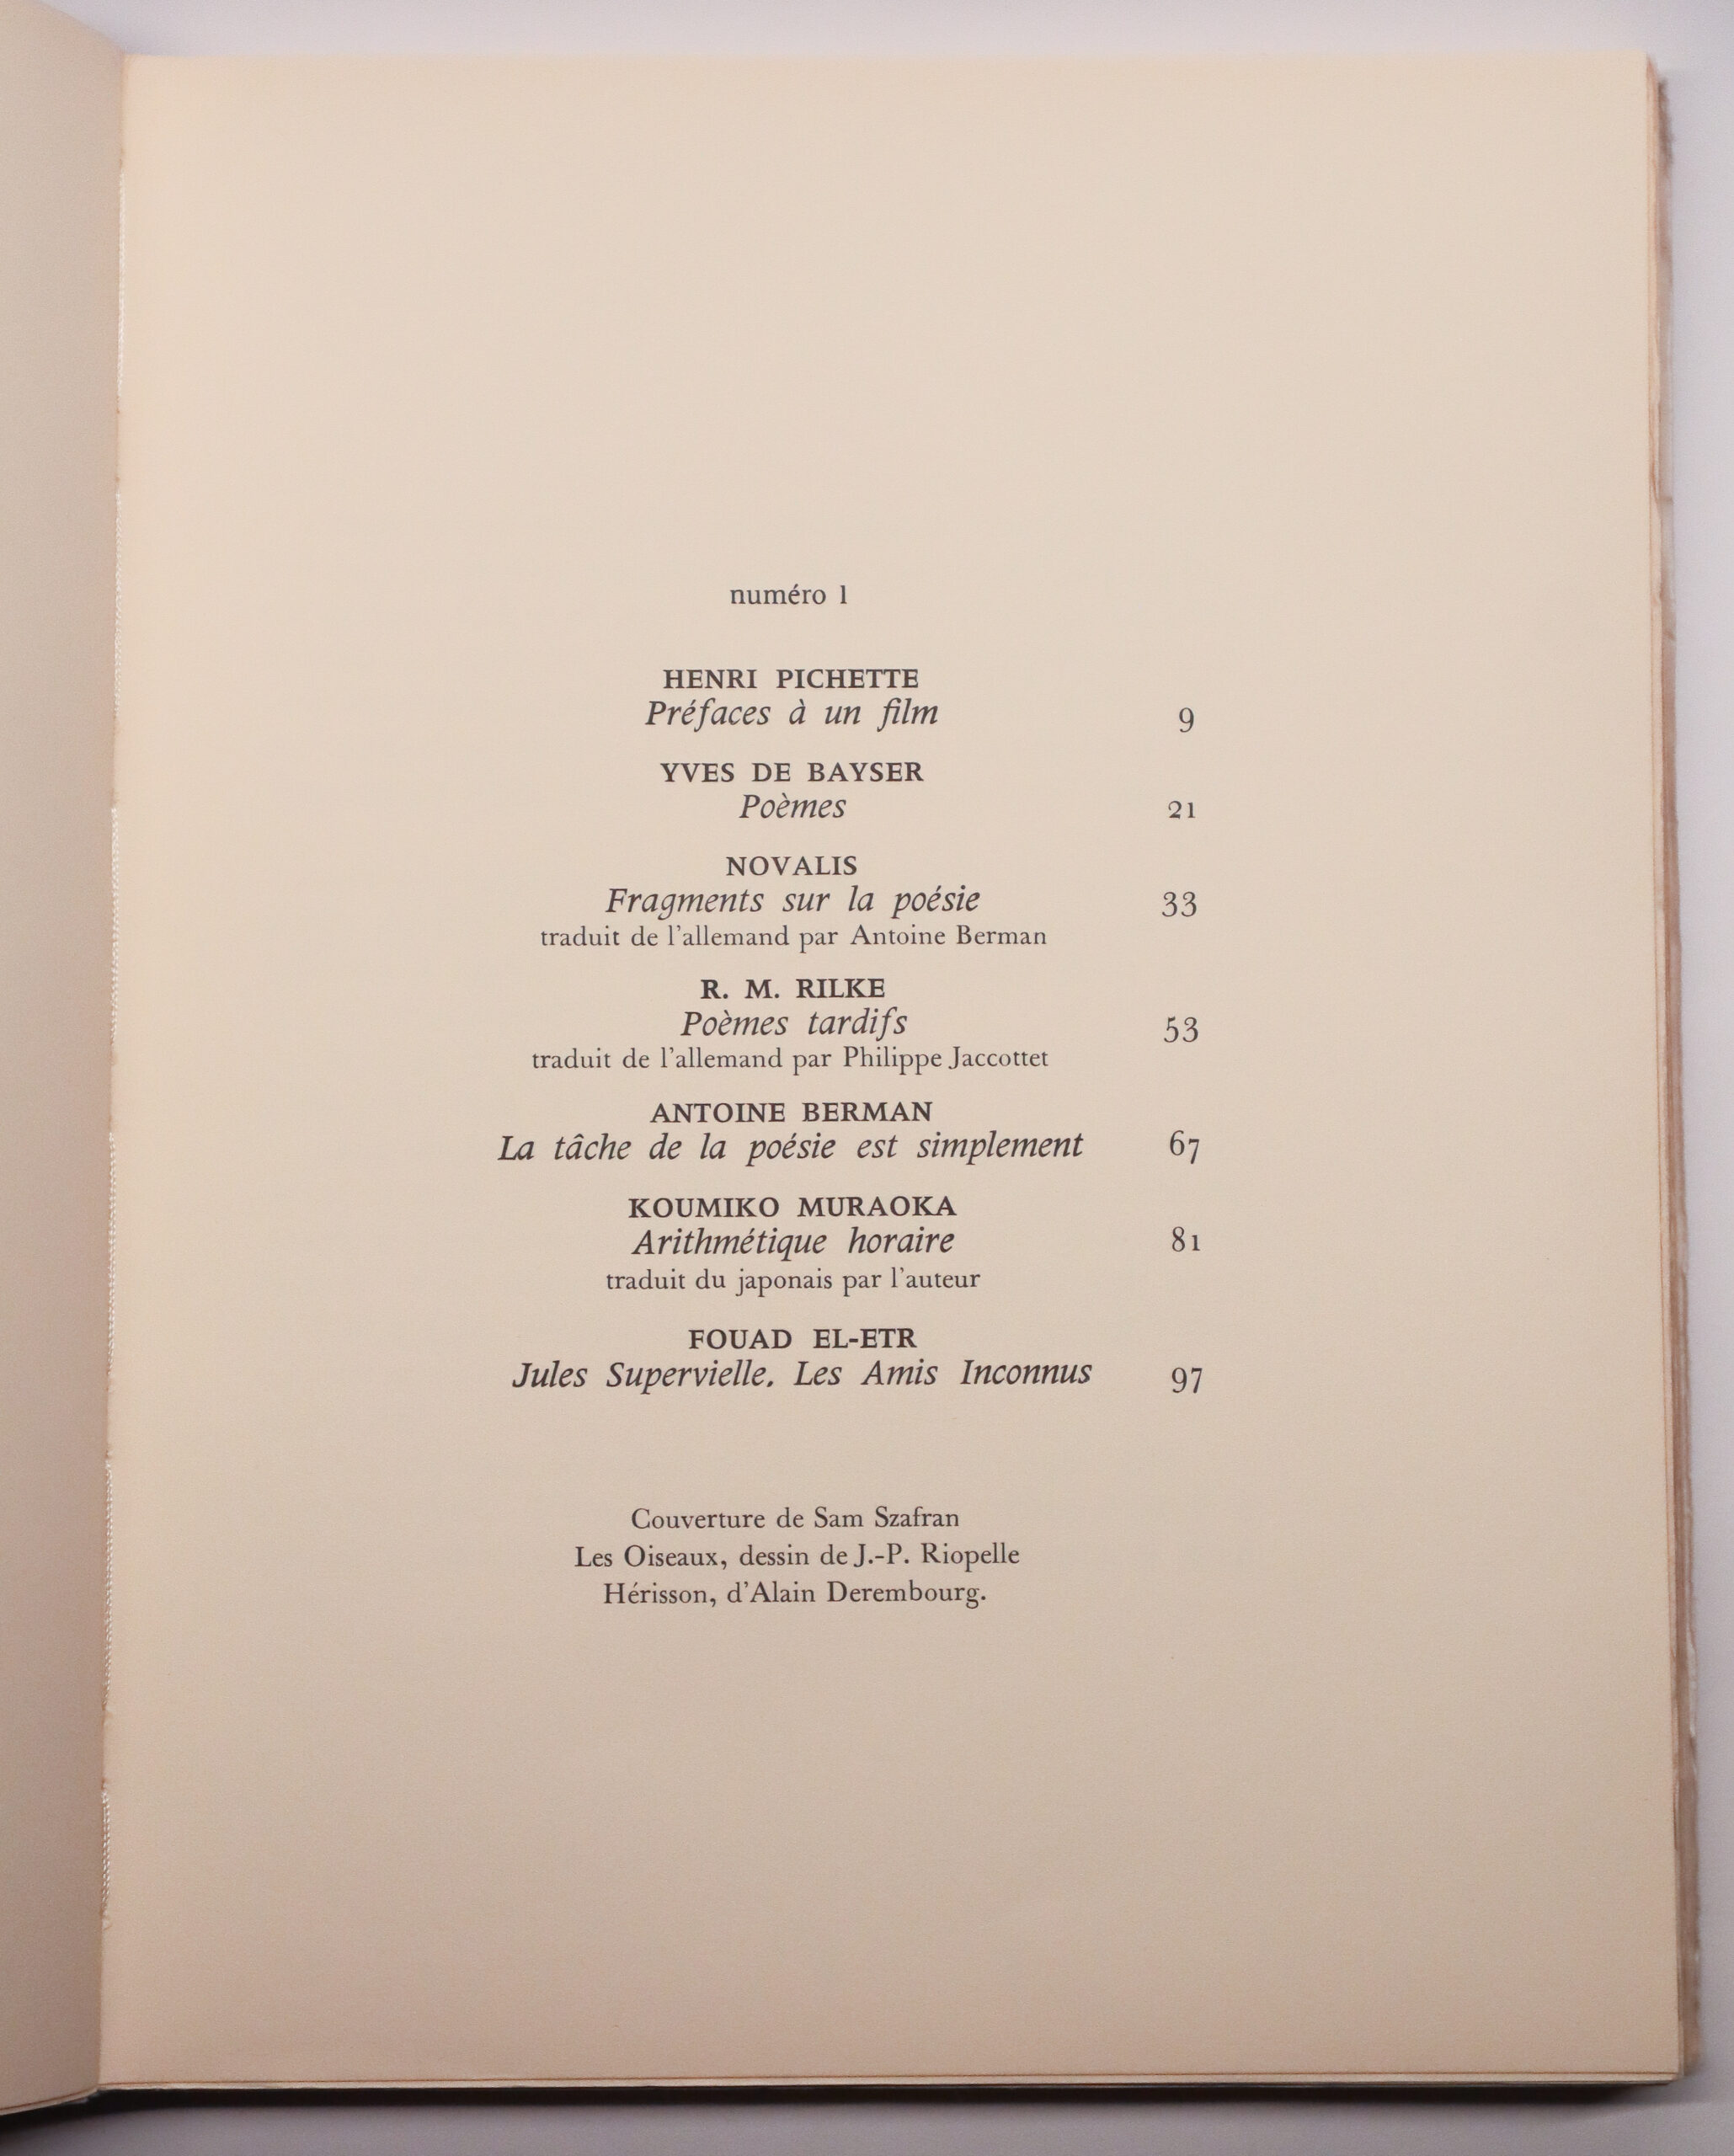 numéro 1
HENRI PICHETTE
Préfaces à un film 9
YVES DE BAYSER
Poèmes 21
NOVALIS
Fragments sur la poésie 33
traduit de l'allemand par Antoine Berman
R. M. RILKE
Poèmes tardifs 53
traduit de l'allemand par Philippe Jaccottet
ANTOINE BERMAN
La tâche de la poésie est simplement 67
KOUMIKO MURAOKA
Arithmétique horaire 81
traduit du japonais par l'auteur
FOUAD EL-ETR
Jules Supervielle. Les Amis Inconnus 97
Couverture de Sam Szafran
Les Oiseaux, dessin de J.-P. Riopelle
Hérisson, d'Alain Derembourg.